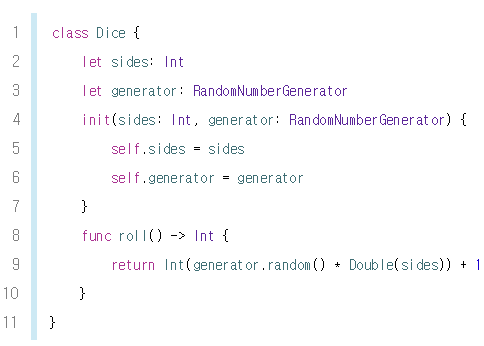 1 class Dice {
2 let sides: Int
3 let generator: RandomNumberGenerator
4 init(sides: Int, generator: RandomNumberGenerator) {
5 self.sides = sides
6 self.generator = generator
7 }
8 func roll() -> Int {
9 return Int(generator.random() * Double(sides)) + 1
10 }
11 }